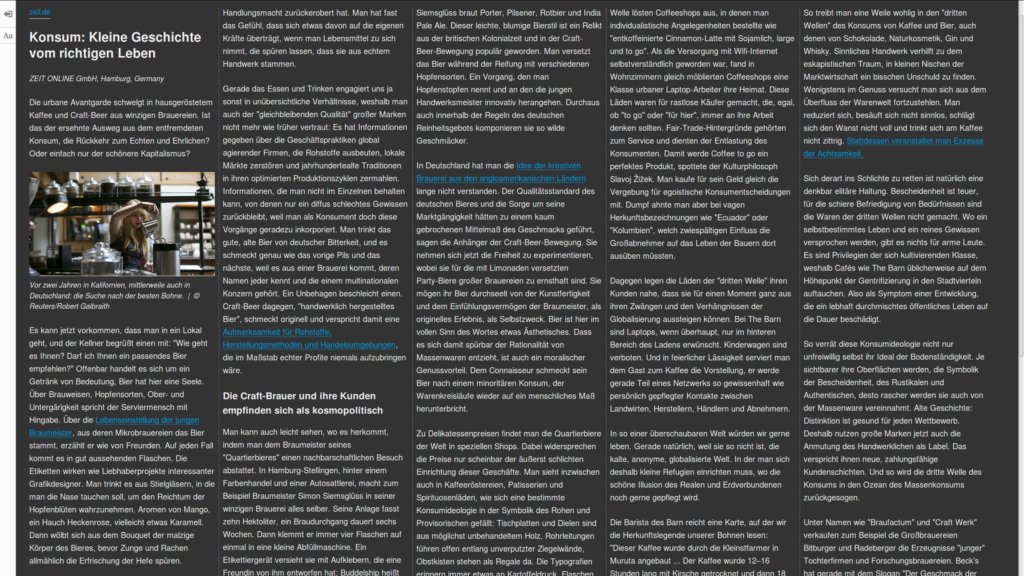 zeit.de
Konsum: Kleine Geschichte
vom richtigen Leben
ZEIT ONLINE GmbH, Hamburg, Germany
Die urbane Avantgarde schwelgt in hausgeröstetem
Kaffee und Craft-Beer aus winzigen Brauereien. Ist
das der ersehnte Ausweg aus dem entfremdeten
Konsum, die Rückkehr zum Echten und Ehrlichen?
Oder einfach nur der schönere Kapitalismus?
Vor zwei Jahren in Kalifornien, mittlerweile auch in
Deutschland: die Suche nach der besten Bohne. | ©
Reuters/Robert Galbraith
Es kann jetzt vorkommen, dass man in ein Lokal
geht, und der Kellner begrüßt einen mit: "Wie geht
es Ihnen? Darf ich Ihnen ein passendes Bier
empfehlen?" Offenbar handelt es sich um ein
Getränk von Bedeutung, Bier hat hier eine Seele.
Über Brauweisen, Hopfensorten, Ober- und
Untergärigkeit spricht der Serviermensch mit
Hingabe. Über die Lebenseinstellung der jungen
Braumeister, aus deren Mikrobrauereien das Bier
stammt, erzählt er wie von Freunden. Auf jeden Fall
kommt es in gut aussehenden Flaschen. Die
Etiketten wirken wie Liebhaberprojekte interessanter
Grafikdesigner. Man trinkt es aus Stielgläsern, in die
man die Nase tauchen soll, um den Reichtum der
Hopfenblüten wahrzunehmen. Aromen von Mango,
ein Hauch Heckenrose, vielleicht etwas Karamell.
Dann wölbt sich aus dem Bouquet der malzige
Körper des Bieres, bevor Zunge und Rachen
allmählich die Erfrischung der Hefe spüren.
Handlungsmacht zurückerobert hat. Man hat fast
das Gefühl, dass sich etwas davon auf die eigenen
Kräfte überträgt, wenn man Lebensmittel zu sich
nimmt, die spüren lassen, dass sie aus echtem
Handwerk stammen.
Gerade das Essen und Trinken engagiert uns ja
sonst in unübersichtliche Verhältnisse, weshalb man
auch der "gleichbleibenden Qualität" großer Marken
nicht mehr wie früher vertraut: Es hat Informationen
gegeben über die Geschäftspraktiken global
agierender Firmen, die Rohstoffe ausbeuten, lokale
Märkte zerstören und jahrhundertealte Traditionen
in ihren optimierten Produktionszyklen zermahlen.
Informationen, die man nicht im Einzelnen behalten
kann, von denen nur ein diffus schlechtes Gewissen
zurückbleibt, weil man als Konsument doch diese
Vorgänge geradezu inkorporiert. Man trinkt das
gute, alte Bier von deutscher Bitterkeit, und es
schmeckt genau wie das vorige Pils und das
nächste, weil es aus einer Brauerei kommt, deren
Namen jeder kennt und die einem multinationalen
Konzern gehört. Ein Unbehagen beschleicht einen.
Craft-Beer dagegen, "handwerklich hergestelltes
Bier", schmeckt originell und verspricht damit eine
Aufmerksamkeit für Rohstoffe,
Herstellungsmethoden und Handelsumgebungen,
die im Maßstab echter Profite niemals aufzubringen
wäre.
Die Craft-Brauer und ihre Kunden
empfinden sich als kosmopolitisch
Man kann auch leicht sehen, wo es herkommt,
indem man dem Braumeister seines
"Quartierbieres" einen nachbarschaftlichen Besuch
abstattet. In Hamburg-Stellingen, hinter einem
Farbenhandel und einer Autosattlerei, macht zum
Beispiel Braumeister Simon Siemsglüss in seiner
winzigen Brauerei alles selber. Seine Anlage fasst
zehn Hektoliter, ein Braudurchgang dauert sechs
Wochen. Dann klemmt er immer vier Flaschen auf
einmal in eine kleine Abfüllmaschine. Ein
Etikettiergerät versieht sie mit Aufklebern, die eine
Freundin von ihm entworfen hat: Buddelship heißt
Siemsglüss braut Porter, Pilsener, Rotbier und India
Pale Ale. Dieser leichte, blumige Bierstil ist ein Relikt
aus der britischen Kolonialzeit und in der Craft-
Beer-Bewegung populär geworden. Man versetzt
das Bier während der Reifung mit verschiedenen
Hopfensorten. Ein Vorgang, den man
Hopfenstopfen nennt und an den die jungen
Handwerksmeister innovativ herangehen. Durchaus
auch innerhalb der Regeln des deutschen
Reinheitsgebots komponieren sie so wilde
Geschmäcker.
In Deutschland hat man die Idee der kreativen
Brauerei aus den angloamerikanischen Ländern
lange nicht verstanden. Der Qualitätsstandard des
deutschen Bieres und die Sorge um seine
Marktgängigkeit hätten zu einem kaum
gebrochenen Mittelmaß des Geschmacks geführt,
sagen die Anhänger der Craft-Beer-Bewegung. Sie
nehmen sich jetzt die Freiheit zu experimentieren,
wobei sie für die mit Limonaden versetzten
Party-Biere großer Brauereien zu ernsthaft sind. Sie
mögen ihr Bier durchseelt von der Kunstfertigkeit
und dem Einfühlungsvermögen der Braumeister, als
originelles Erlebnis, als Selbstzweck. Bier ist hier im
vollen Sinn des Wortes etwas Ästhetisches. Dass
es sich damit spürbar der Rationalität von
Massenwaren entzieht, ist auch ein moralischer
Genussvorteil. Dem Connaisseur schmeckt sein
Bier nach einem minoritären Konsum, der
Warenkreisläufe wieder auf ein menschliches Maß
herunterbricht.
Zu Delikatessenpreisen findet man die Quartierbiere
der Welt in speziellen Shops. Dabei widersprechen
die Preise nur scheinbar der äußerst schlichten
Einrichtung dieser Geschäfte. Man sieht inzwischen
auch in Kaffeeröstereien, Patisserien und
Spirituosenläden, wie sich eine bestimmte
Konsumideologie in der Symbolik des Rohen und
Provisorischen gefällt: Tischplatten und Dielen sind
aus möglichst unbehandeltem Holz, Rohrleitungen
führen offen entlang unverputzter Ziegelwände,
Obstkisten stehen als Regale da. Die Typografien
erinnern immer etwas an Kartoffeldruck. Flaschen
Welle lösten Coffeeshops aus, in denen man
individualistische Angelegenheiten bestellte wie
"entkoffeinierte Cinnamon-Latte mit Sojamilch, large
und to go". Als die Versorgung mit Wifi-Internet
selbstverständlich geworden war, fand in
Wohnzimmern gleich möblierten Coffeeshops eine
Klasse urbaner Laptop-Arbeiter ihre Heimat. Diese
Läden waren für rastlose Käufer gemacht, die, egal,
ob "to go" oder "für hier", immer an ihre Arbeit
denken sollten. Fair-Trade-Hintergründe gehörten
zum Service und dienten der Entlastung des
Konsumenten. Damit werde Coffee to go ein
perfektes Produkt, spottete der Kulturphilosoph
Slavoj Žižek. Man kaufe für sein Geld gleich die
Vergebung für egoistische Konsumentscheidungen
mit. Dumpf ahnte man aber bei vagen
Herkunftsbezeichnungen wie "Ecuador" oder
"Kolumbien", welch zwiespältigen Einfluss die
Großabnehmer auf das Leben der Bauern dort
ausüben müssten.
Dagegen legen die Läden der "dritten Welle" ihren
Kunden nahe, dass sie für einen Moment ganz aus
ihren Zwängen und den Verhängnissen der
Globalisierung aussteigen können. Bei The Barn
sind Laptops, wenn überhaupt, nur im hinteren
Bereich des Ladens erwünscht. Kinderwagen sind
verboten. Und in feierlicher Lässigkeit serviert man
dem Gast zum Kaffee die Vorstellung, er werde
gerade Teil eines Netzwerks so gewissenhaft wie
persönlich gepflegter Kontakte zwischen
Landwirten, Herstellern, Händlern und Abnehmern.
In so einer überschaubaren Welt würden wir gerne
leben. Gerade natürlich, weil sie so nicht ist, die
kalte, anonyme, globalisierte Welt. In der man sich
deshalb kleine Refugien einrichten muss, wo die
schöne Illusion des Realen und Erdverbundenen
noch gerne gepflegt wird.
Die Barista des Barn reicht eine Karte, auf der wir
die Herkunftslegende unserer Bohnen lesen:
"Dieser Kaffee wurde durch die Kleinstfarmer in
Muruta angebaut ... Der Kaffee wurde 12–16
Stunden lang mit Kirsche getrocknet und dann 18
So treibt man eine Weile wohlig in den "dritten
Wellen" des Konsums von Kaffee und Bier, auch
denen von Schokolade, Naturkosmetik, Gin und
Whisky. Sinnliches Handwerk verhilft zu dem
eskapistischen Traum, in kleinen Nischen der
Marktwirtschaft ein bisschen Unschuld zu finden.
Wenigstens im Genuss versucht man sich aus dem
Überfluss der Warenwelt fortzustehlen. Man
reduziert sich, besäuft sich nicht sinnlos, schlägt
sich den Wanst nicht voll und trinkt sich am Kaffee
nicht zittrig. Stattdessen veranstaltet man Exzesse
der Achtsamkeit.
Sich derart ins Schlichte zu retten ist natürlich eine
denkbar elitäre Haltung. Bescheidenheit ist teuer,
für die schiere Befriedigung von Bedürfnissen sind
die Waren der dritten Wellen nicht gemacht. Wo ein
selbstbestimmtes Leben und ein reines Gewissen
versprochen werden, gibt es nichts für arme Leute.
Es sind Privilegien der sich kultivierenden Klasse,
weshalb Cafés wie The Barn üblicherweise auf dem
Höhepunkt der Gentrifizierung in den Stadtvierteln
auftauchen. Also als Symptom einer Entwicklung,
die ein lebhaft durchmischtes öffentliches Leben auf
die Dauer beschädigt.
So verrät diese Konsumideologie nicht nur
unfreiwillig selbst ihr Ideal der Bodenständigkeit. Je
sichtbarer ihre Oberflächen werden, die Symbolik
der Bescheidenheit, des Rustikalen und
Authentischen, desto rascher werden sie auch von
der Massenware vereinnahmt. Alte Geschichte:
Distinktion ist gesund für jeden Wettbewerb.
Deshalb nutzen große Marken jetzt auch die
Anmutung des Handwerklichen als Label. Das
verspricht ihnen neue, zahlungsfähige
Kundenschichten. Und so wird die dritte Welle des
Konsums in den Ozean des Massenkonsums
zurückgesogen.
Unter Namen wie "Braufactum" und "Craft Werk"
verkaufen zum Beispiel die Großbrauereien
Bitburger und Radeberger die Erzeugnisse "junger"
Tochterfirmen und Forschungsbrauereien. Beck's
hat gerade mit dem Slogan "Der Geschmack der